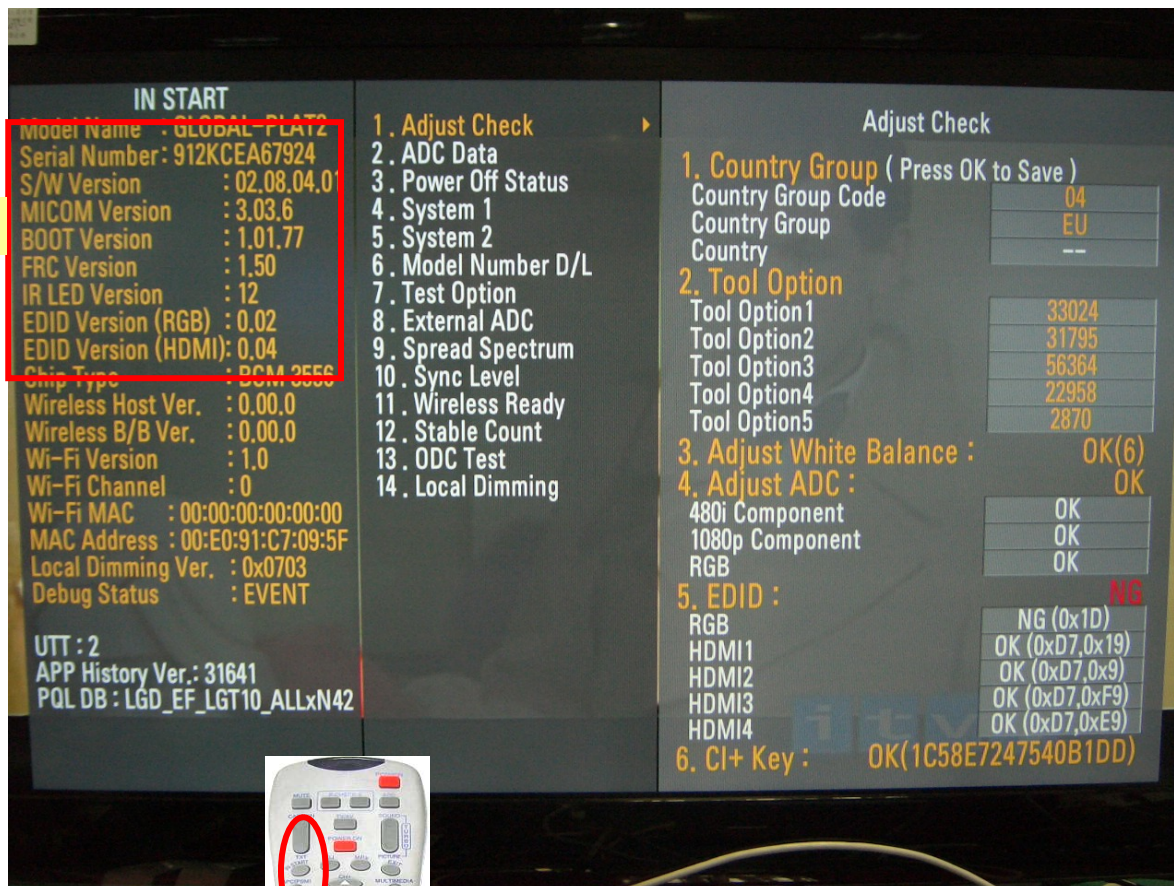 IN START
Model Name : GLOBAL-PLAT2
Serial Number : 912KCEA67924
S/W Version : 02.08.04.01
MICOM Version : 3.03.6
BOOT Version : 1.01.77
FRC Version : 1.50
IR LED Version : 12
EDID Version (RGB) : 0.02
EDID Version (HDMI): 0.04
Chip Type : BCM 3556
Wireless Host Ver. : 0.00.0
Wireless B/B Ver. : 0.00.0
Wi-Fi Version : 1.0
Wi-Fi Channel : 0
Wi-Fi MAC : 00:00:00:00:00:00
MAC Address : 00:E0:91:C7:09:5F
Local Dimming Ver. : 0x0703
Debug Status : EVENT
UTT : 2
APP History Ver.: 31641
PQL DB : LGD_EF_LGT10_ALLxN42
1 . Adjust Check
2 . ADC Data
3 . Power Off Status
4 . System 1
5 . System 2
6 . Model Number D/L
7 . Test Option
8 . External ADC
9 . Spread Spectrum
10 . Sync Level
11 . Wireless Ready
12 . Stable Count
13 . ODC Test
14 . Local Dimming
Adjust Check
1. Country Group ( Press OK to Save )
Country Group Code 04
Country Group EU
Country --
2. Tool Option
Tool Option1 33024
Tool Option2 31795
Tool Option3 56364
Tool Option4 22958
Tool Option5 2870
3. Adjust White Balance : OK(6)
4. Adjust ADC : OK
480i Component OK
1080p Component OK
RGB OK
5. EDID : NG
RGB NG (0x1D)
HDMI1 OK (0xD7,0x19)
HDMI2 OK (0xD7,0x9)
HDMI3 OK (0xD7,0xF9)
HDMI4 OK (0xD7,0xE9)
6. CI+ Key : OK(1C58E7247540B1DD)
itv
MUTE
POWER ON
PICTURE
EXIT
MULTIMEDIA